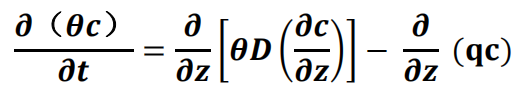 ∂（θc）/∂t = ∂/∂z [θD (∂c/∂z)] − ∂/∂z (qc)